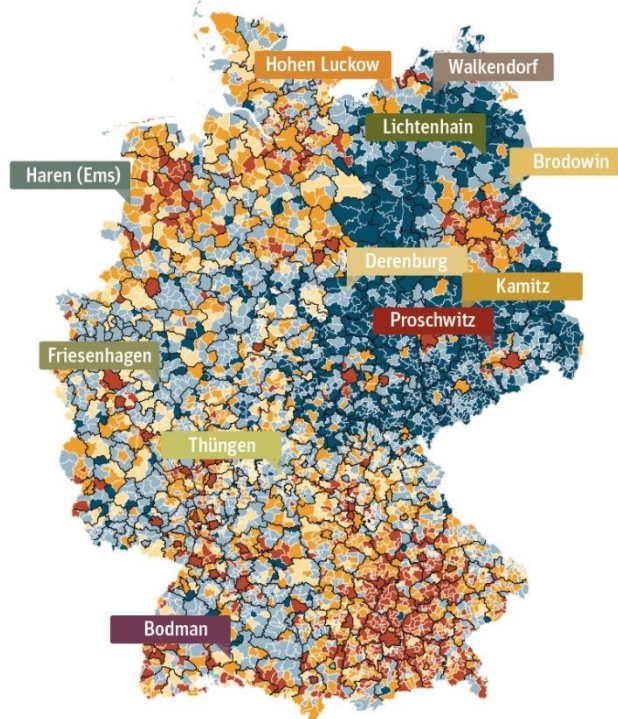 Hohen Luckow
Walkendorf
Lichtenhain
Brodowin
Haren (Ems)
Derenburg
Kamitz
Proschwitz
Friesenhagen
Thüngen
Bodman